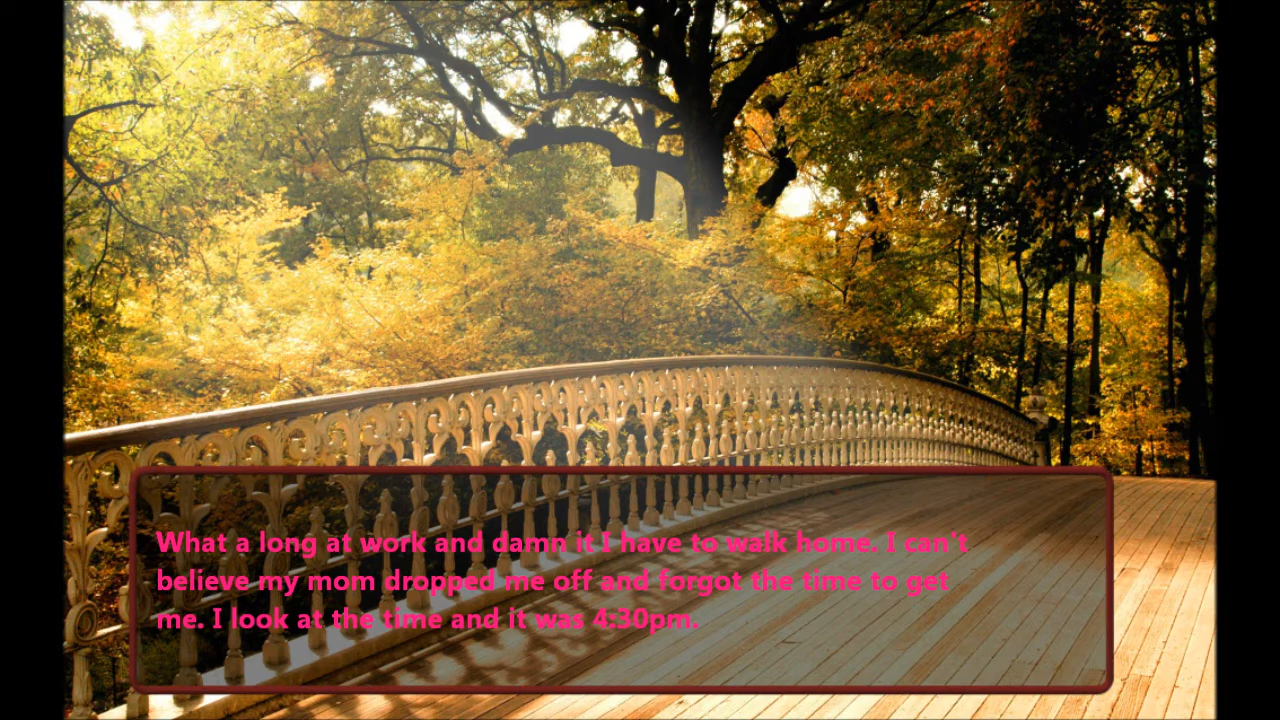 What a long at work and damn it I have to walk home. I can't
believe my mom dropped me off and forgot the time to get
me. I look at the time and it was 4:30pm.